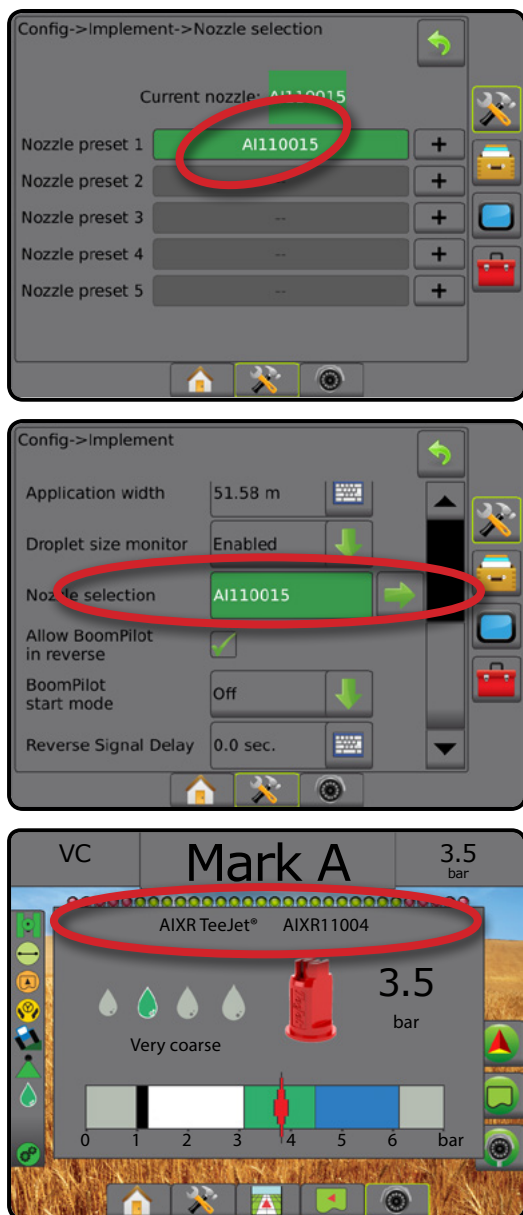 Config->Implement->Nozzle selection
Current nozzle: AI110015
Nozzle preset 1 AI110015 +
Nozzle preset 2 -- +
Nozzle preset 3 -- +
Nozzle preset 4 -- +
Nozzle preset 5 -- +
Config->Implement
Application width 51.58 m
Droplet size monitor Enabled
Nozzle selection AI110015
Allow BoomPilot
in reverse
BoomPilot
start mode Off
Reverse Signal Delay 0.0 sec.
VC Mark A 3.5
bar
AIXR TeeJet® AIXR11004
3.5
bar
Very coarse
0 1 2 3 4 5 6 bar